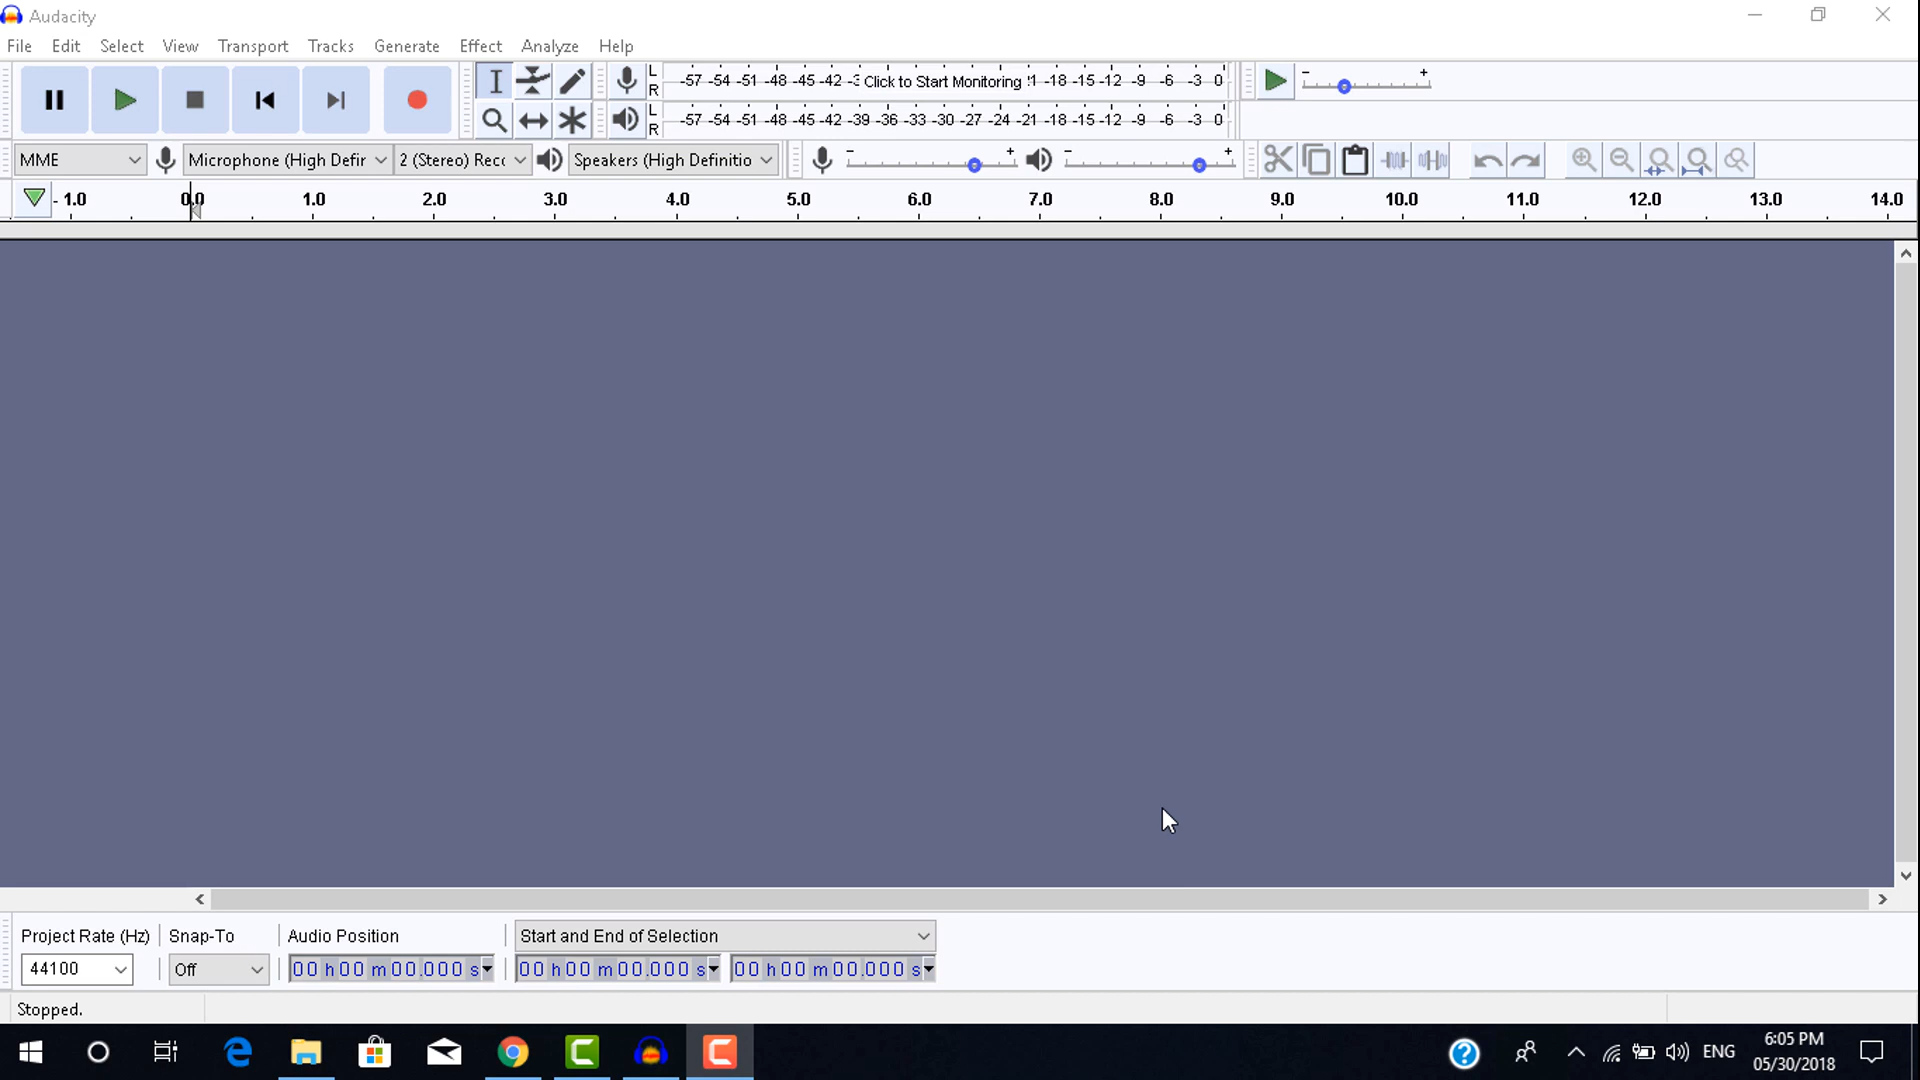 Audacity
File Edit Select View Transport Tracks Generate Effect Analyze Help
L R -57 -54 -51 -48 -45 -42 -3 Click to Start Monitoring !1 -18 -15 -12 -9 -6 -3 0
L R -57 -54 -51 -48 -45 -42 -39 -36 -33 -30 -27 -24 -21 -18 -15 -12 -9 -6 -3 0
MME Microphone (High Defir 2 (Stereo) Rec Speakers (High Definitio
- 1.0 0.0 1.0 2.0 3.0 4.0 5.0 6.0 7.0 8.0 9.0 10.0 11.0 12.0 13.0 14.0
Project Rate (Hz) Snap-To Audio Position Start and End of Selection
44100 Off 00 h 00 m 00.000 s 00 h 00 m 00.000 s 00 h 00 m 00.000 s
Stopped.
ENG 6:05 PM
05/30/2018